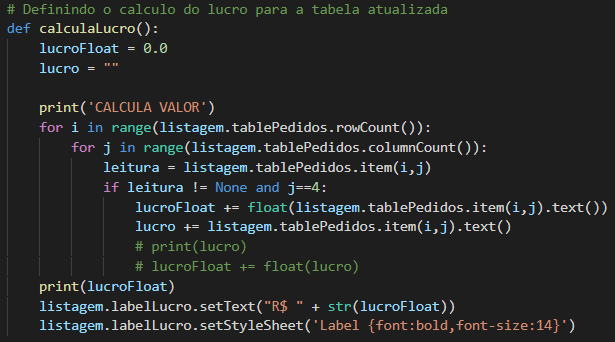 # Definindo o calculo do lucro para a tabela atualizada
def calculaLucro():
    lucroFloat = 0.0
    lucro = ""

    print('CALCULA VALOR')
    for i in range(listagem.tablePedidos.rowCount()):
        for j in range(listagem.tablePedidos.columnCount()):
            leitura = listagem.tablePedidos.item(i,j)
            if leitura != None and j==4:
                lucroFloat += float(listagem.tablePedidos.item(i,j).text())
                lucro += listagem.tablePedidos.item(i,j).text()
                # print(lucro)
                # lucroFloat += float(lucro)
    print(lucroFloat)
    listagem.labelLucro.setText("R$ " + str(lucroFloat))
    listagem.labelLucro.setStyleSheet('Label {font:bold,font-size:14}')